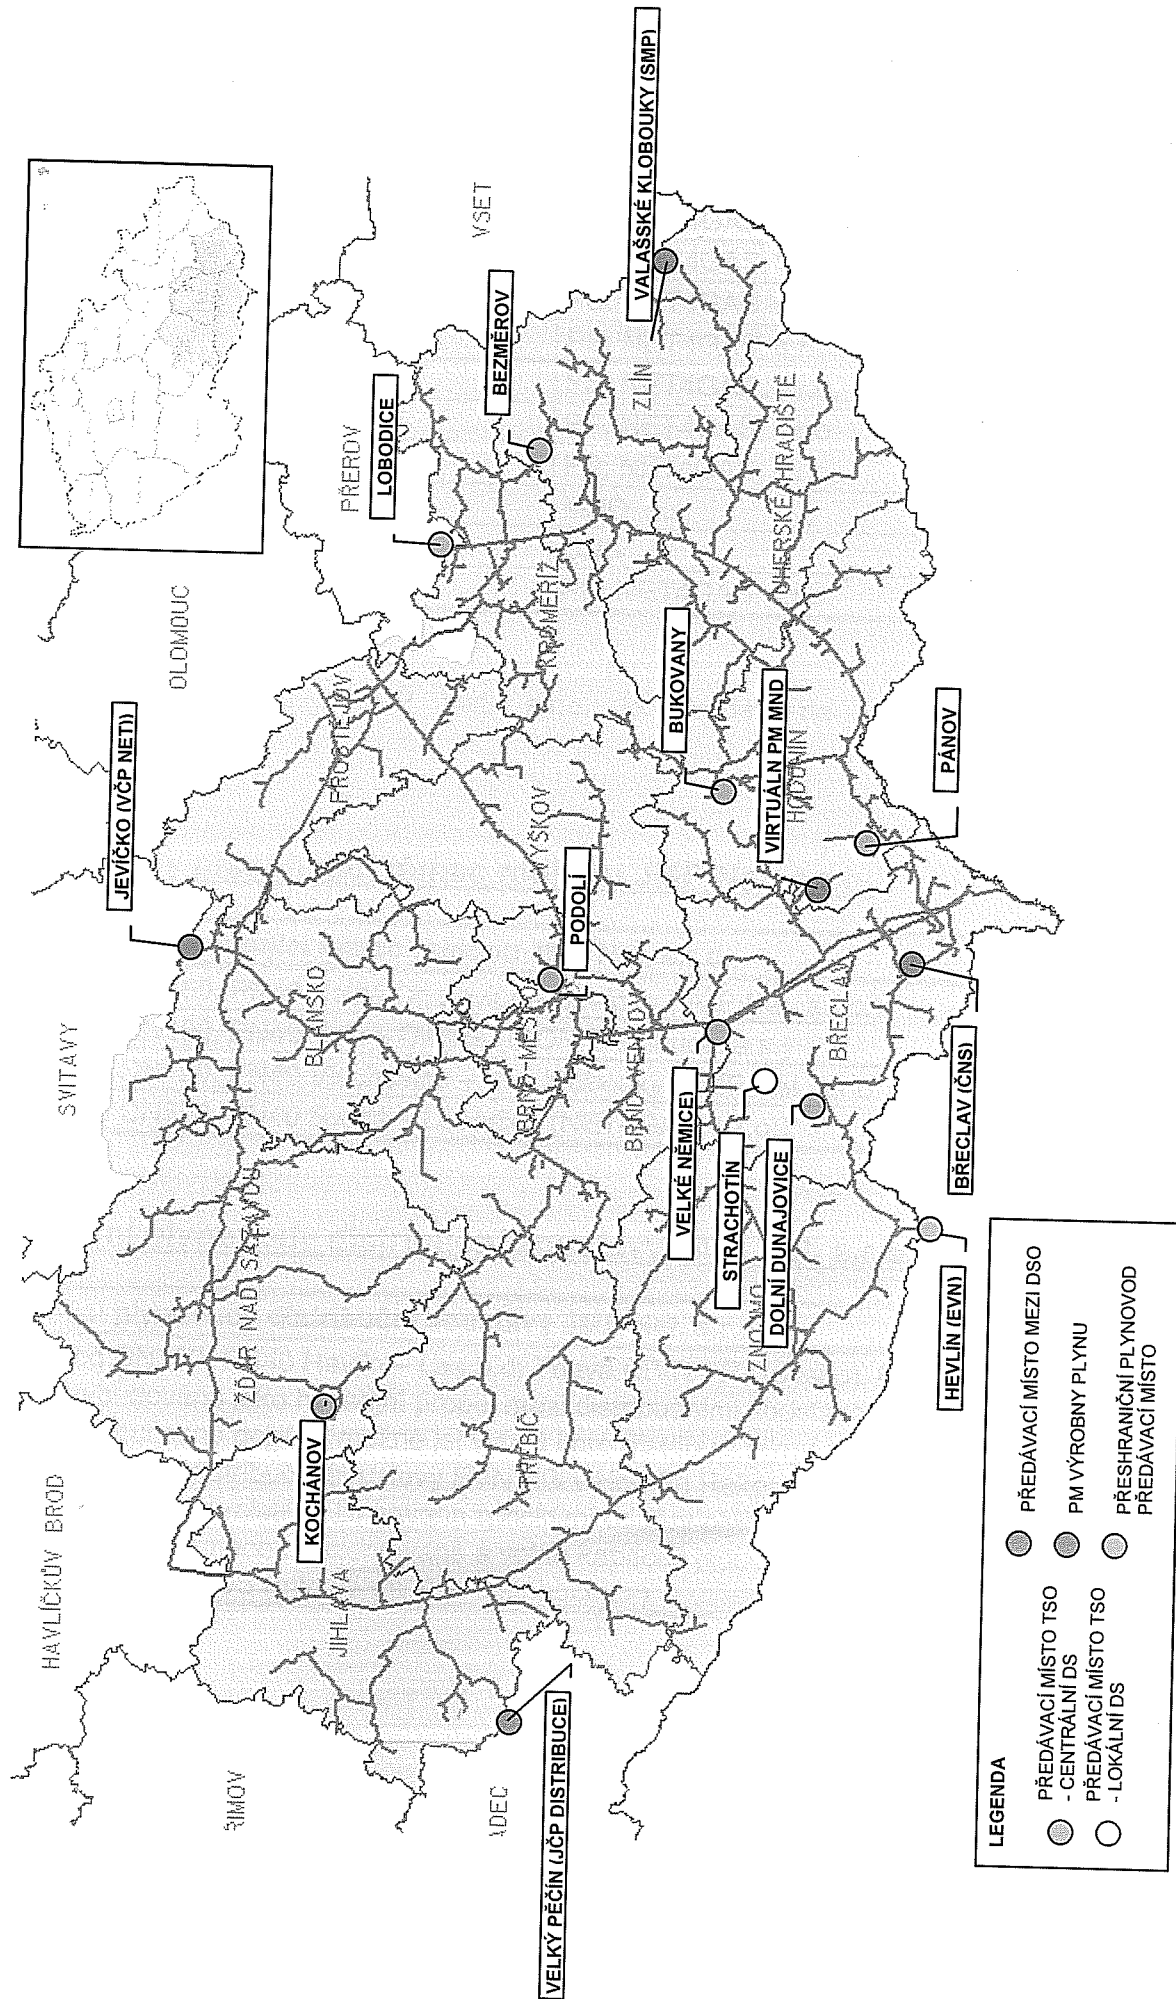 HAVLÍČKŮV BROD
SVITAVY
OLOMOUC
JEVÍČKO (VČP NET))
PŘEROV
VSET
LOBODICE
BEZMĚROV
VALAŠSKÉ KLOBOUKY (SMP)
ŽĎÁR NAD SÁZAVOU
BLANSKO
PROSTĚJOV
KOCHÁNOV
JIHLAVA
ŘIMOV
ADEC
VELKÝ PĚČÍN (JČP DISTRIBUCE)
TŘEBÍČ
BRNO-MĚSTO
BRNO-VENKOV
VYŠKOV
PODOLÍ
KROMĚŘÍŽ
ZLÍN
UHERSKÉ HRADIŠTĚ
BUKOVANY
VIRTUÁLN PM MND
HODONÍN
PÁNOV
VELKÉ NĚMICE)
STRACHOTÍN
DOLNÍ DUNAJOVICE
ZNOJMO
BŘECLAV
BŘECLAV (ČNS)
HEVLÍN (EVN)
LEGENDA
PŘEDÁVACÍ MÍSTO TSO
- CENTRÁLNÍ DS
PŘEDÁVACÍ MÍSTO TSO
- LOKÁLNÍ DS
PŘEDÁVACÍ MÍSTO MEZI DSO
PM VÝROBNY PLYNU
PŘESHRANIČNÍ PLYNOVOD
PŘEDÁVACÍ MÍSTO